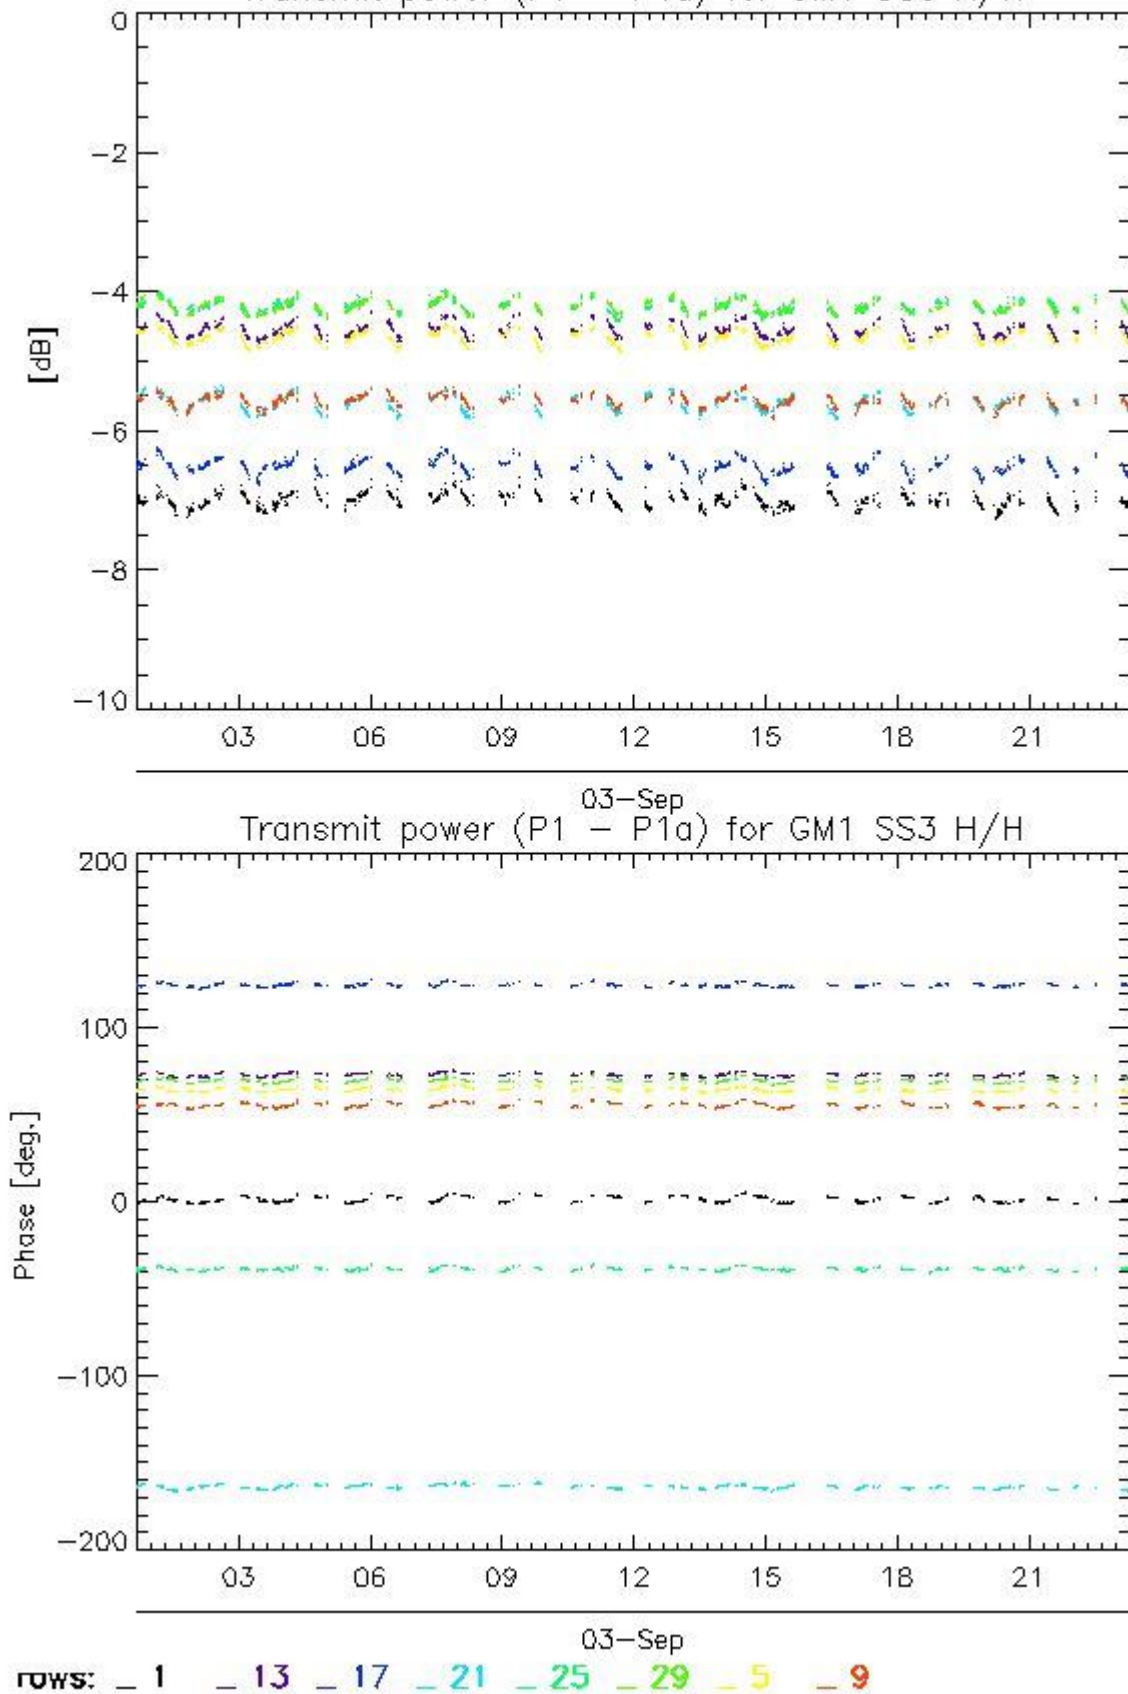 0
-2
-4
[dB]
-6
-8
-10
03 06 09 12 15 18 21
03-Sep
Transmit power (P1 - P1a) for GM1 SS3 H/H
200
100
Phase [deg.]
0
-100
-200
03 06 09 12 15 18 21
03-Sep
rows: _ 1 _ 13 _ 17 _ 21 _ 25 _ 29 _ 5 _ 9